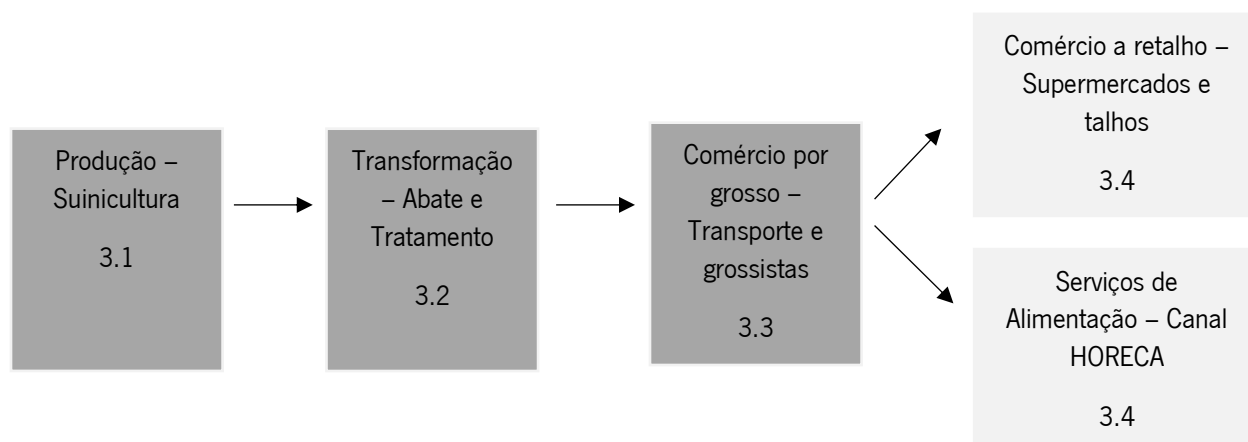 Produção –
Suinicultura
3.1
Transformação
– Abate e
Tratamento
3.2
Comércio por
grosso –
Transporte e
grossistas
3.3
Comércio a retalho –
Supermercados e
talhos
3.4
Serviços de
Alimentação – Canal
HORECA
3.4